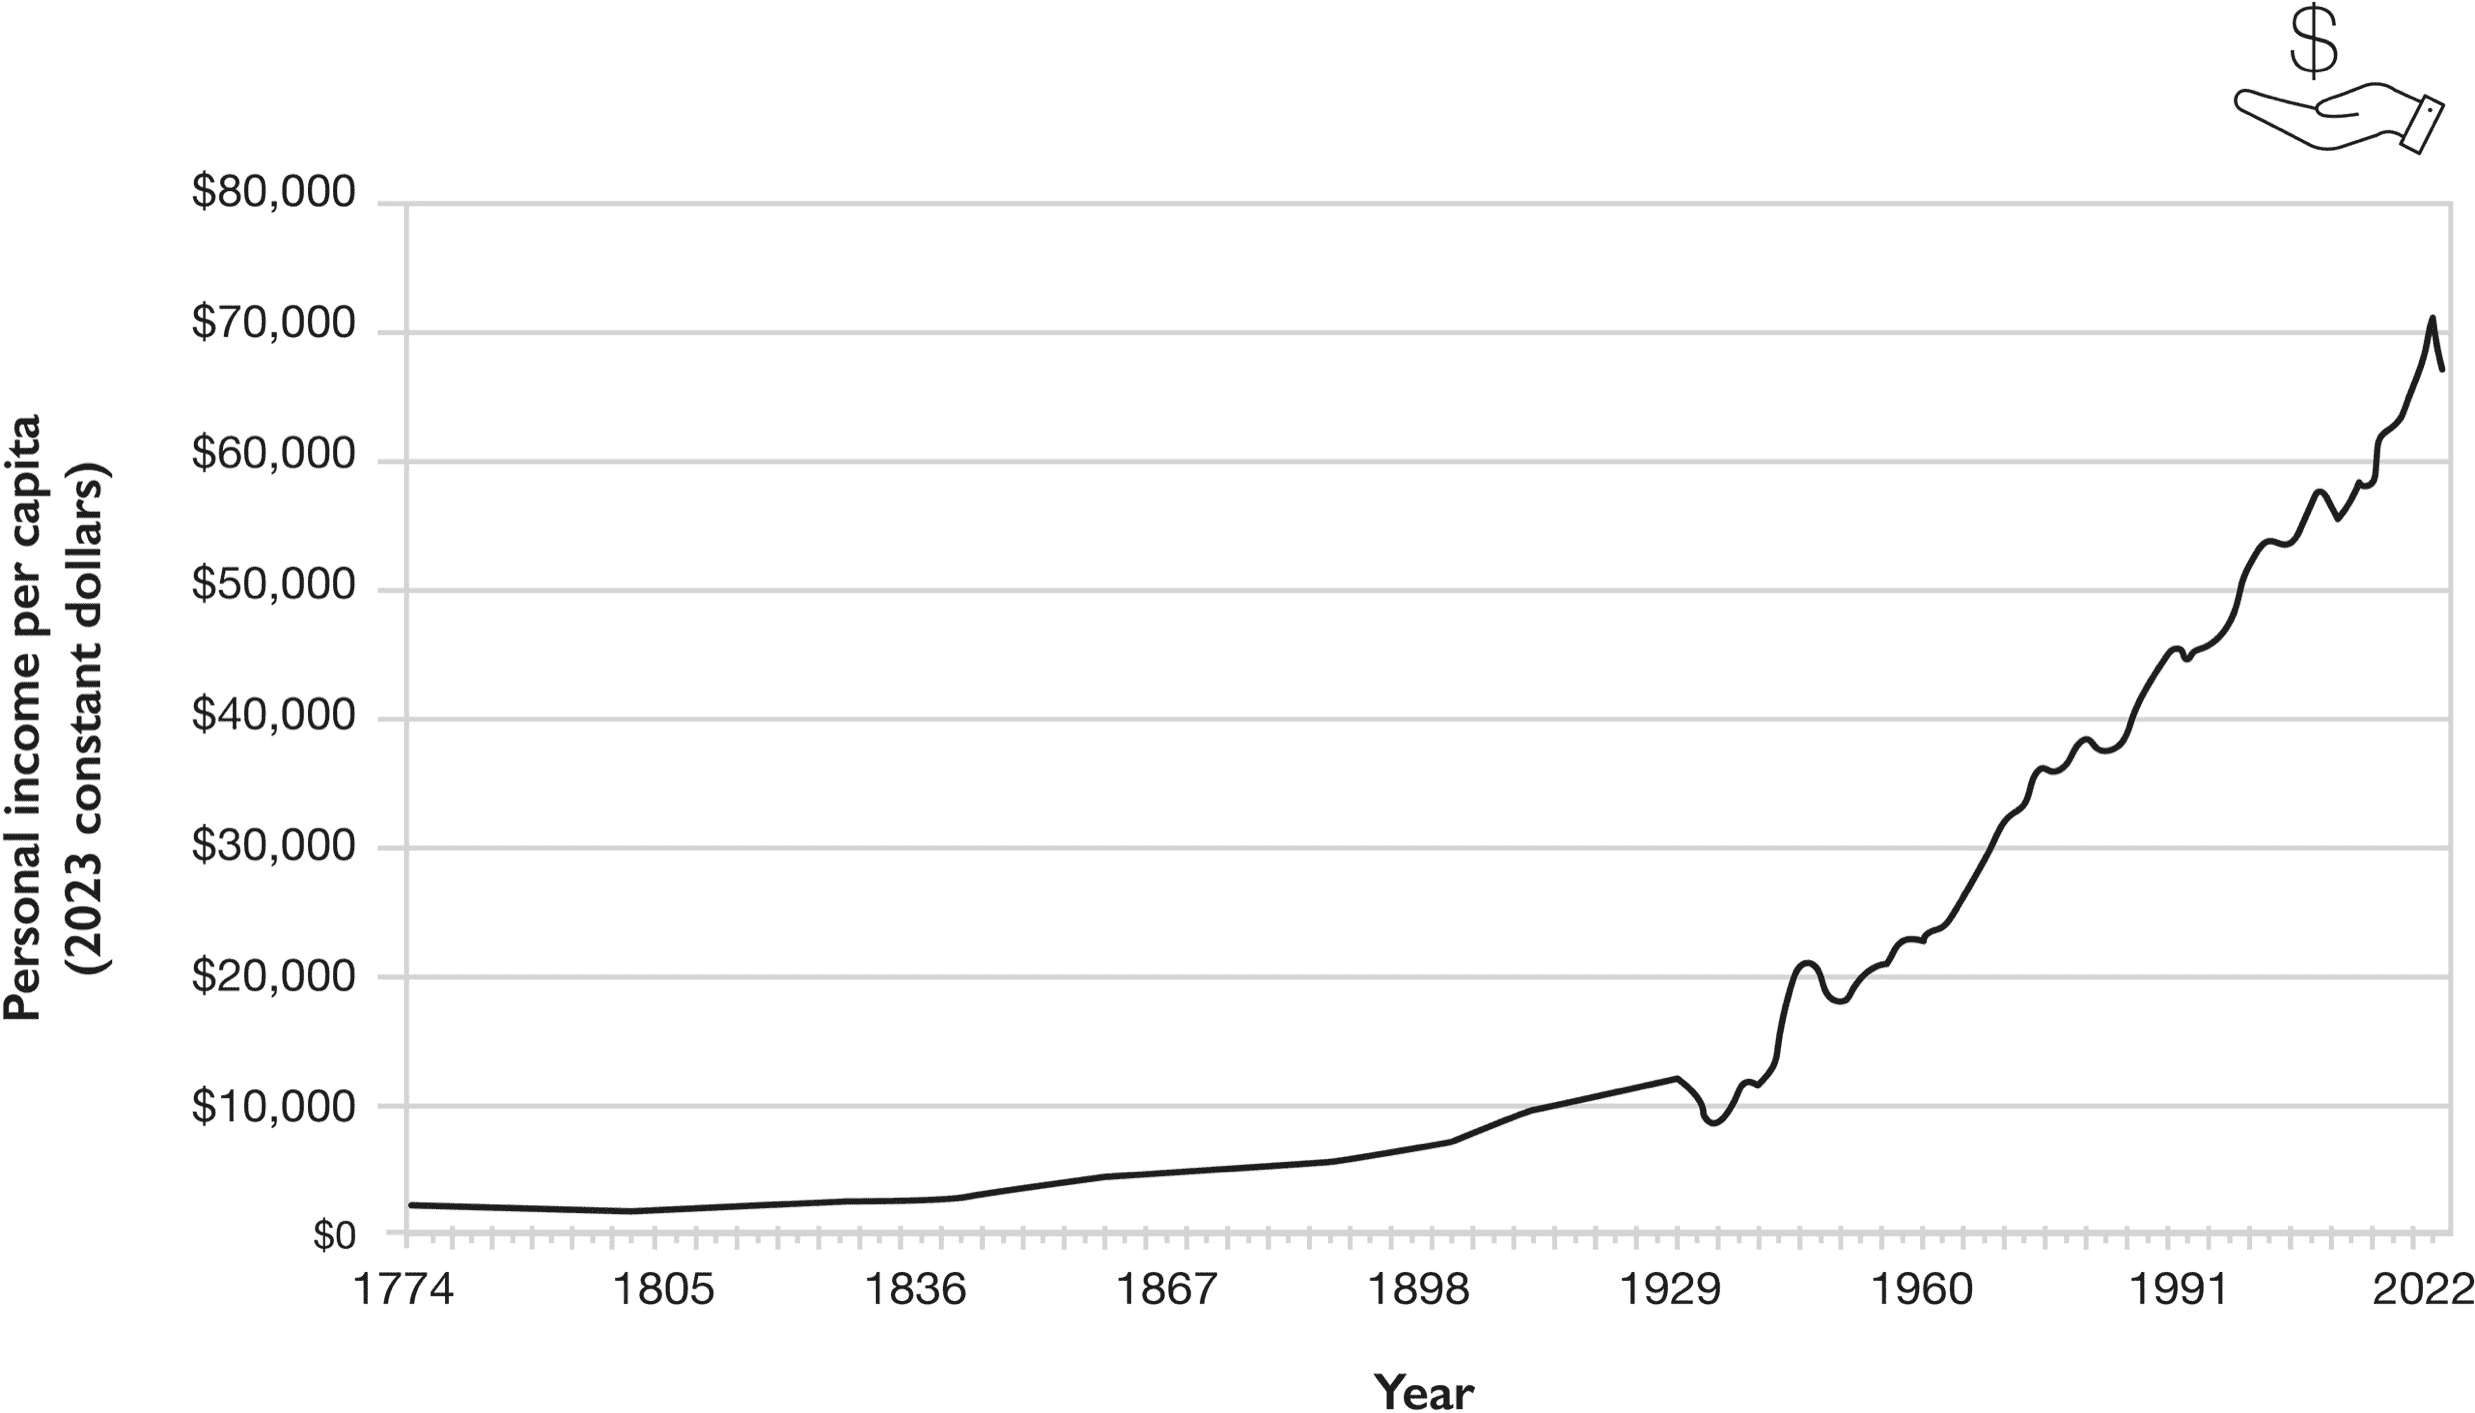 $
$80,000
$70,000
$60,000
$50,000
$40,000
$30,000
$20,000
$10,000
$0
Personal income per capita
(2023 constant dollars)
1774 1805 1836 1867 1898 1929 1960 1991 2022
Year